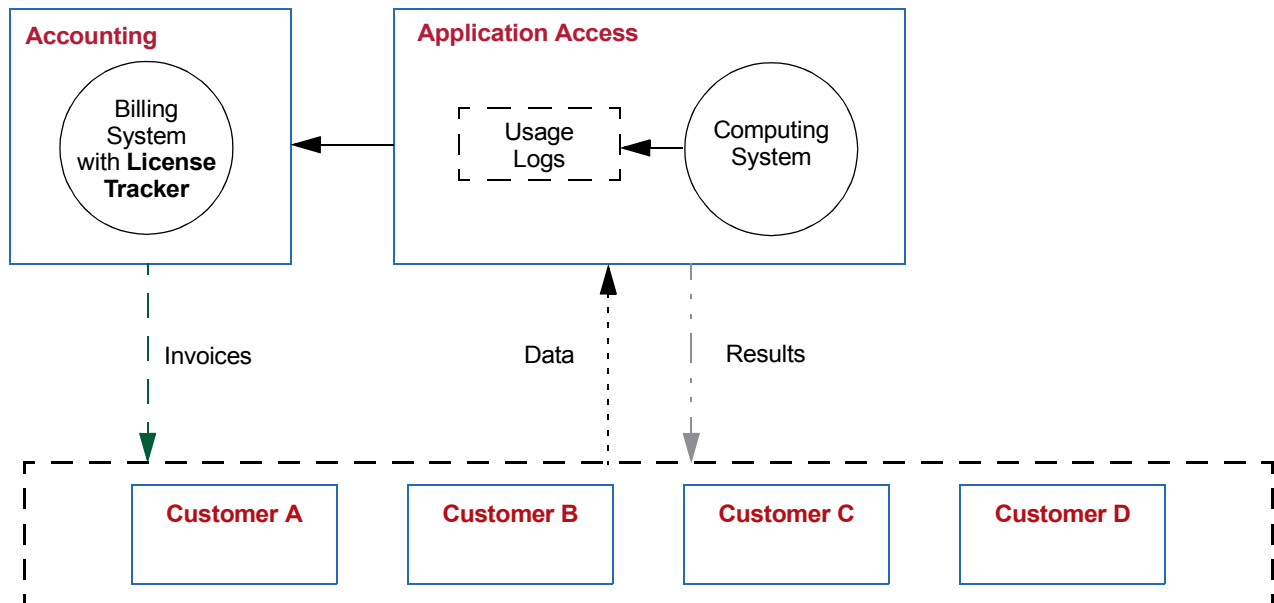 Accounting
Billing
System
with License
Tracker
Application Access
Usage
Logs
Computing
System
Invoices
Data
Results
Customer A
Customer B
Customer C
Customer D